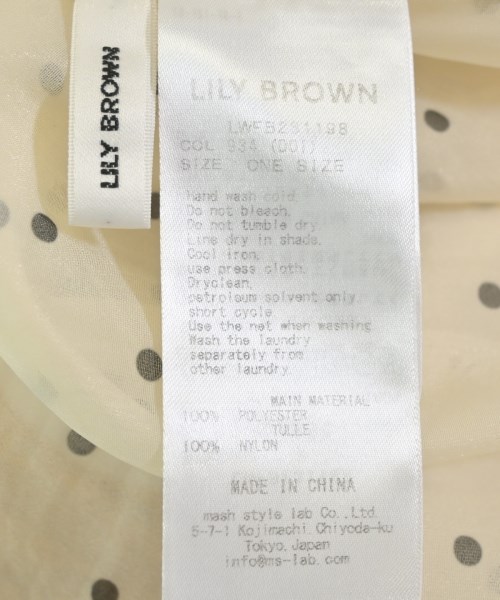 LILY BROWN
LILY BROWN
LWFB231198
COL 934 (DOT)
SIZE ONE SIZE
Hand wash cold.
Do not bleach.
Do not tumble dry.
Line dry in shade.
Cool iron.
use press cloth.
Dryclean.
petroleum solvent only
short cycle
Use the net when washing
Wash the laundry
separately from
other laundry.
MAIN MATERIAL
100% POLYESTER
TULLE
100% NYLON
MADE IN CHINA
mash style lab Co.,Ltd.
5-7-1 Kojimachi Chiyoda-ku
Tokyo.Japan
info@ms-lab.com